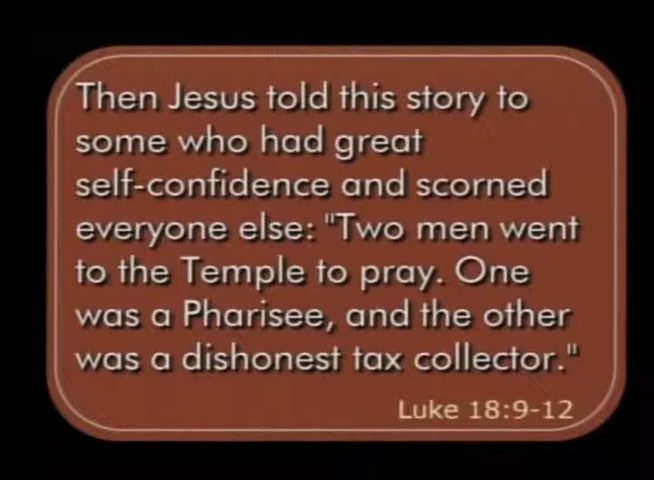 Then Jesus told this story to
some who had great
self-confidence and scorned
everyone else: "Two men went
to the Temple to pray. One
was a Pharisee, and the other
was a dishonest tax collector."
Luke 18:9-12